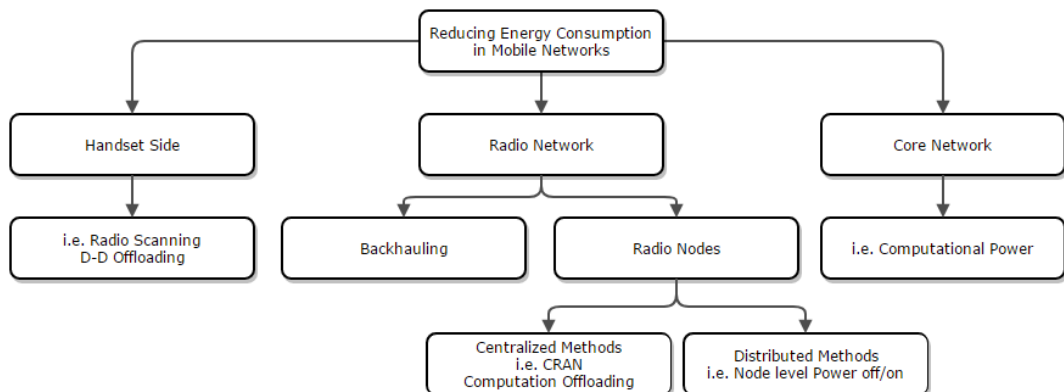 Reducing Energy Consumption
in Mobile Networks
Handset Side
Radio Network
Core Network
i.e. Radio Scanning
D-D Offloading
Backhauling
Radio Nodes
i.e. Computational Power
Centralized Methods
i.e. CRAN
Computation Offloading
Distributed Methods
i.e. Node level Power off/on